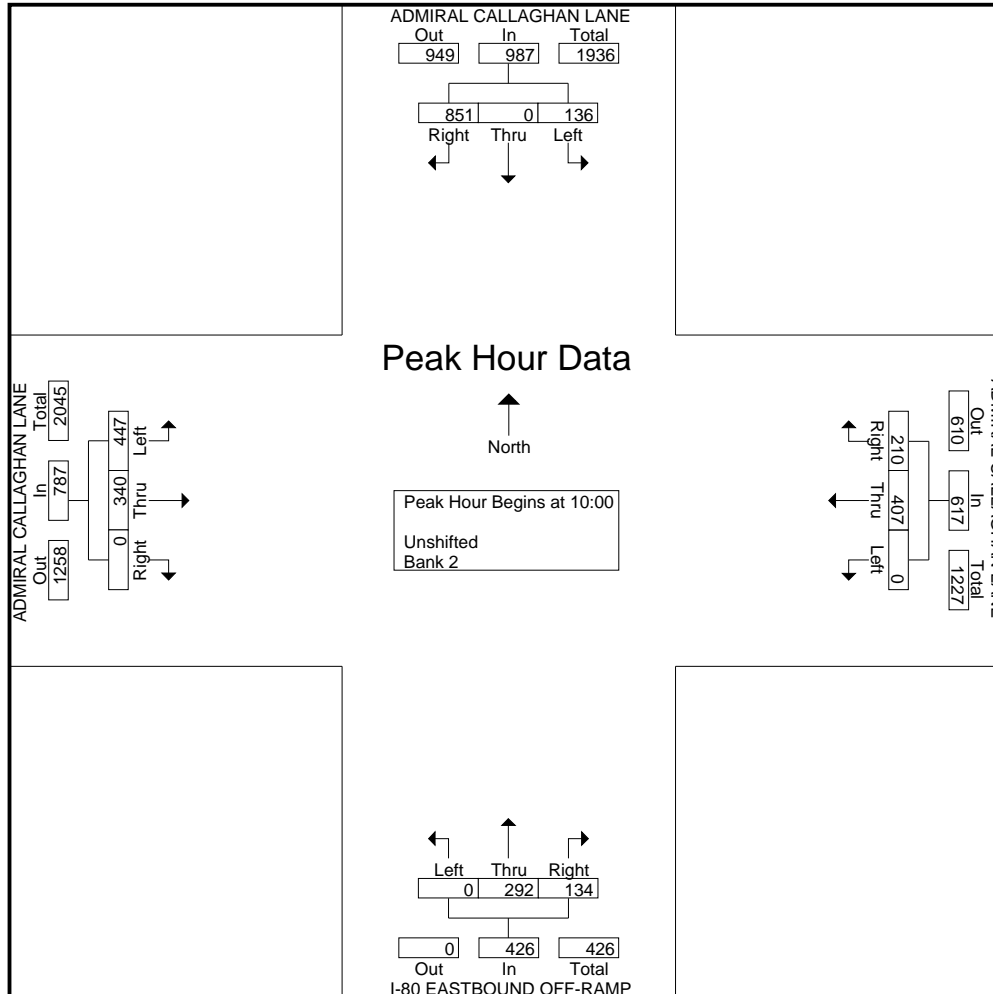 ADMIRAL CALLAGHAN LANE
Out In Total
949 987 1936
851 0 136
Right Thru Left
Peak Hour Data
North
Peak Hour Begins at 10:00
Unshifted
Bank 2
ADMIRAL CALLAGHAN LANE
Out In Total
1258 787 2045
Right Thru Left
0 340 447
Out In Total
610 617 1227
Right Thru Left
210 407 0
Left Thru Right
0 292 134
0 426 426
Out In Total
I-80 EASTBOUND OFF-RAMP